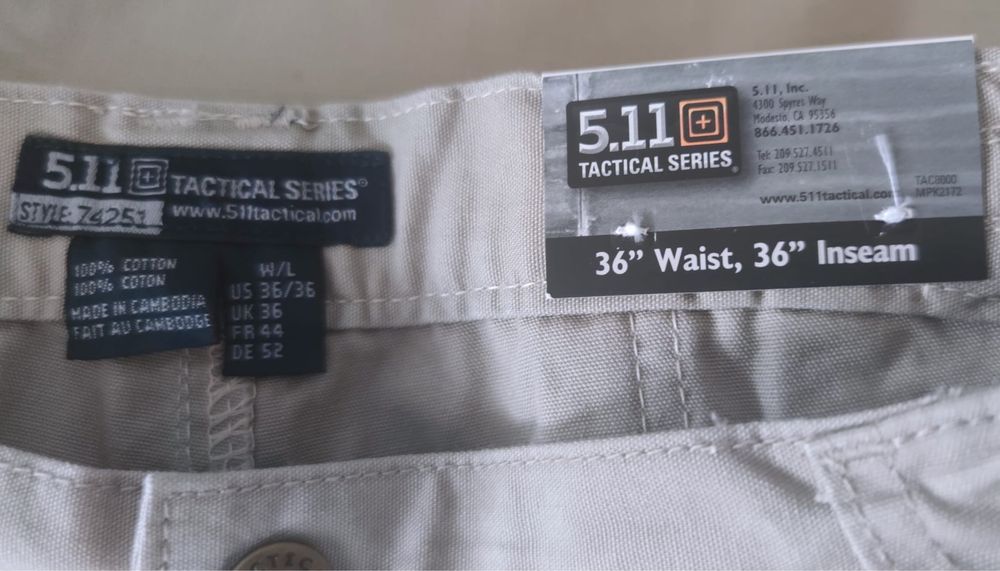 5.11 TACTICAL SERIES®
STYLE: 74251 www.511tactical.com
100% COTTON
100% COTON
MADE IN CAMBODIA
FAIT AU CAMBODGE
W/L
US 36/36
UK 36
FR 44
DE 52
5.11
TACTICAL SERIES®
5.11, Inc.
4300 Spyres Way
Modesto, CA 95356
866.451.1726
Tel: 209.527.4511
Fax: 209.527.1511
www.511tactical.com
TAC8000
MPK2172
36” Waist, 36” Inseam